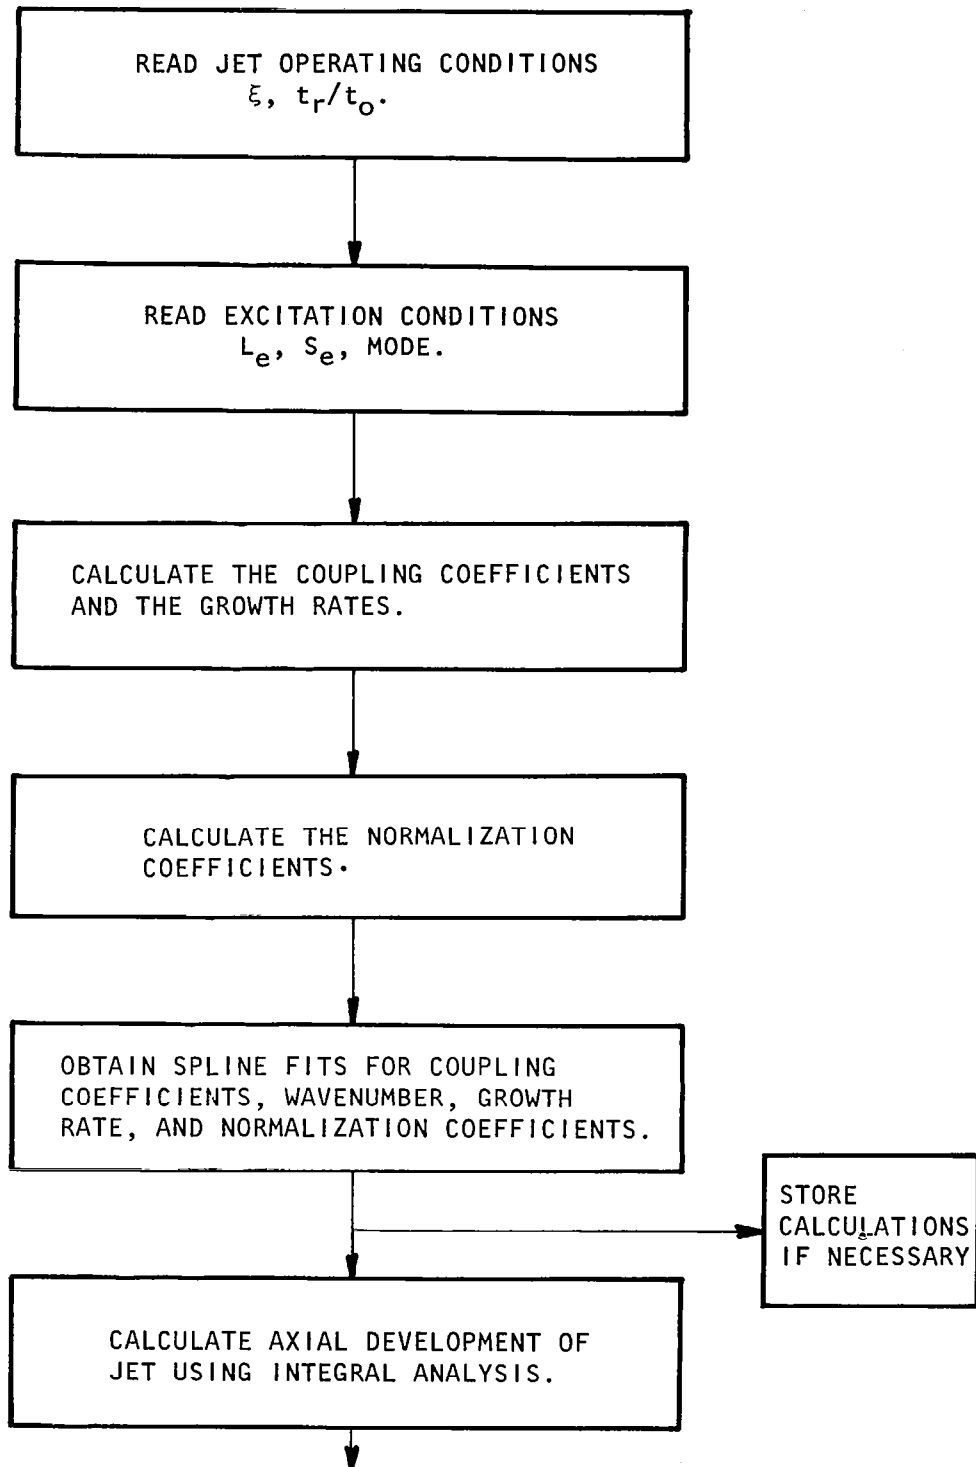 READ JET OPERATING CONDITIONS
ξ, t_r/t_o.
READ EXCITATION CONDITIONS
L_e, S_e, MODE.
CALCULATE THE COUPLING COEFFICIENTS
AND THE GROWTH RATES.
CALCULATE THE NORMALIZATION
COEFFICIENTS.
OBTAIN SPLINE FITS FOR COUPLING
COEFFICIENTS, WAVENUMBER, GROWTH
RATE, AND NORMALIZATION COEFFICIENTS.
STORE
CALCULATIONS
IF NECESSARY
CALCULATE AXIAL DEVELOPMENT OF
JET USING INTEGRAL ANALYSIS.